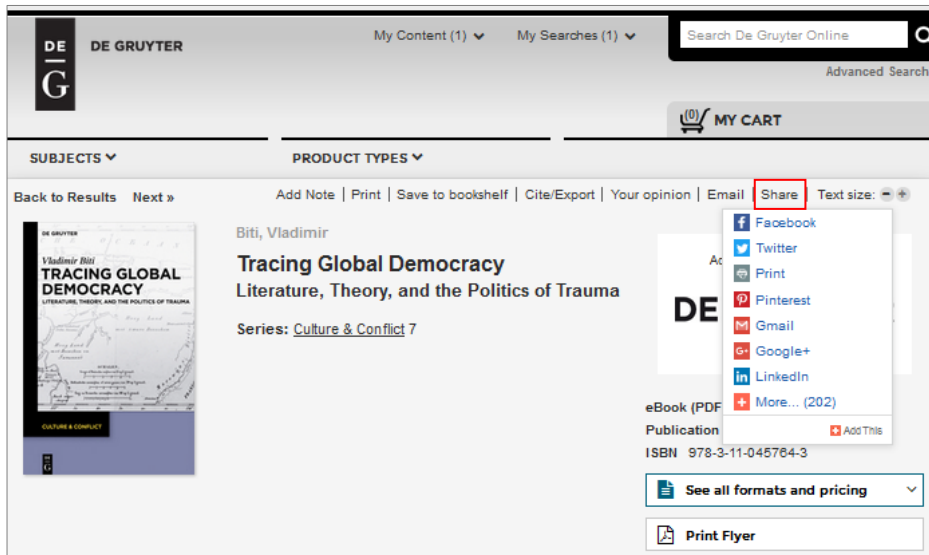 DE
G
DE GRUYTER
My Content (1)
My Searches (1)
Search De Gruyter Online
Advanced Search
(0)
MY CART
SUBJECTS
PRODUCT TYPES
Back to Results Next »
Add Note | Print | Save to bookshelf | Cite/Export | Your opinion | Email | Share | Text size: - +
DE GRUYTER
Vladimir Biti
TRACING GLOBAL
DEMOCRACY
LITERATURE, THEORY, AND THE POLITICS OF TRAUMA
CULTURE & CONFLICT
DE
G
Biti, Vladimir
Tracing Global Democracy
Literature, Theory, and the Politics of Trauma
Series: Culture & Conflict 7
Facebook
Twitter
Print
Pinterest
Gmail
Google+
LinkedIn
More... (202)
AddThis
DE
eBook (PDF
Publication
ISBN 978-3-11-045764-3
See all formats and pricing
Print Flyer